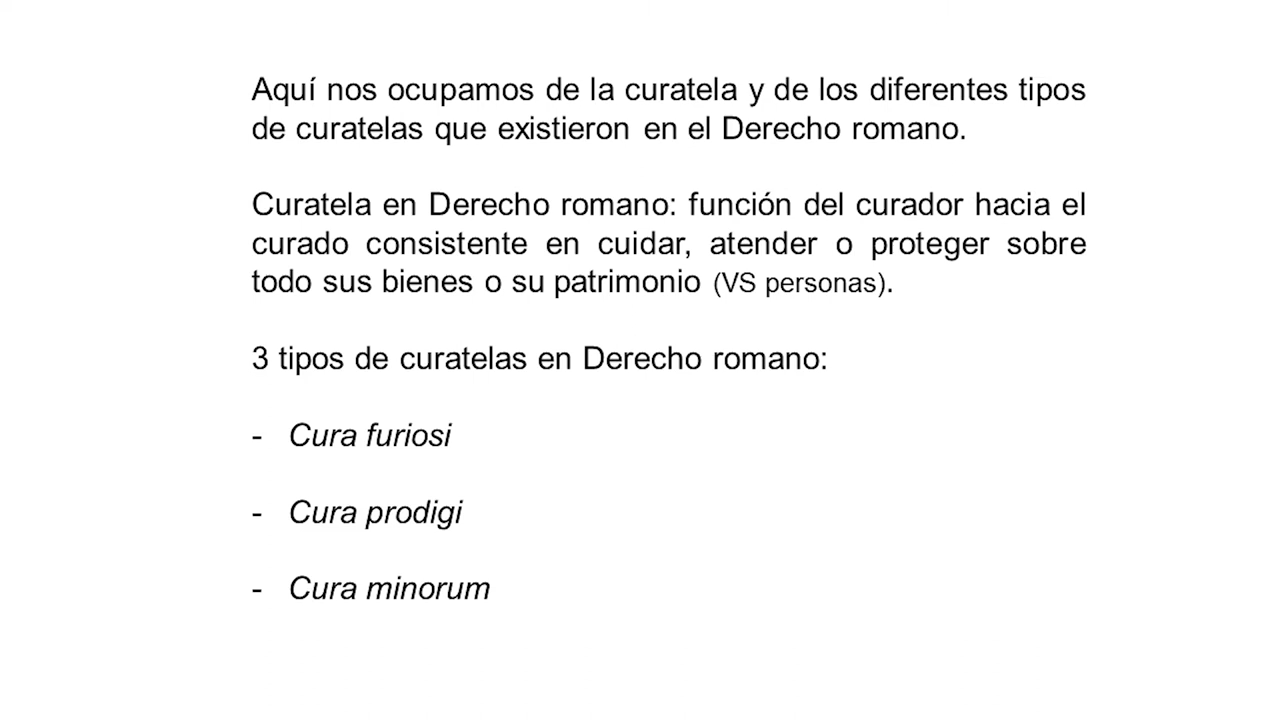 Aquí nos ocupamos de la curatela y de los diferentes tipos
de curatelas que existieron en el Derecho romano.
Curatela en Derecho romano: función del curador hacia el
curado consistente en cuidar, atender o proteger sobre
todo sus bienes o su patrimonio (VS personas).
3 tipos de curatelas en Derecho romano:
- Cura furiosi
- Cura prodigi
- Cura minorum